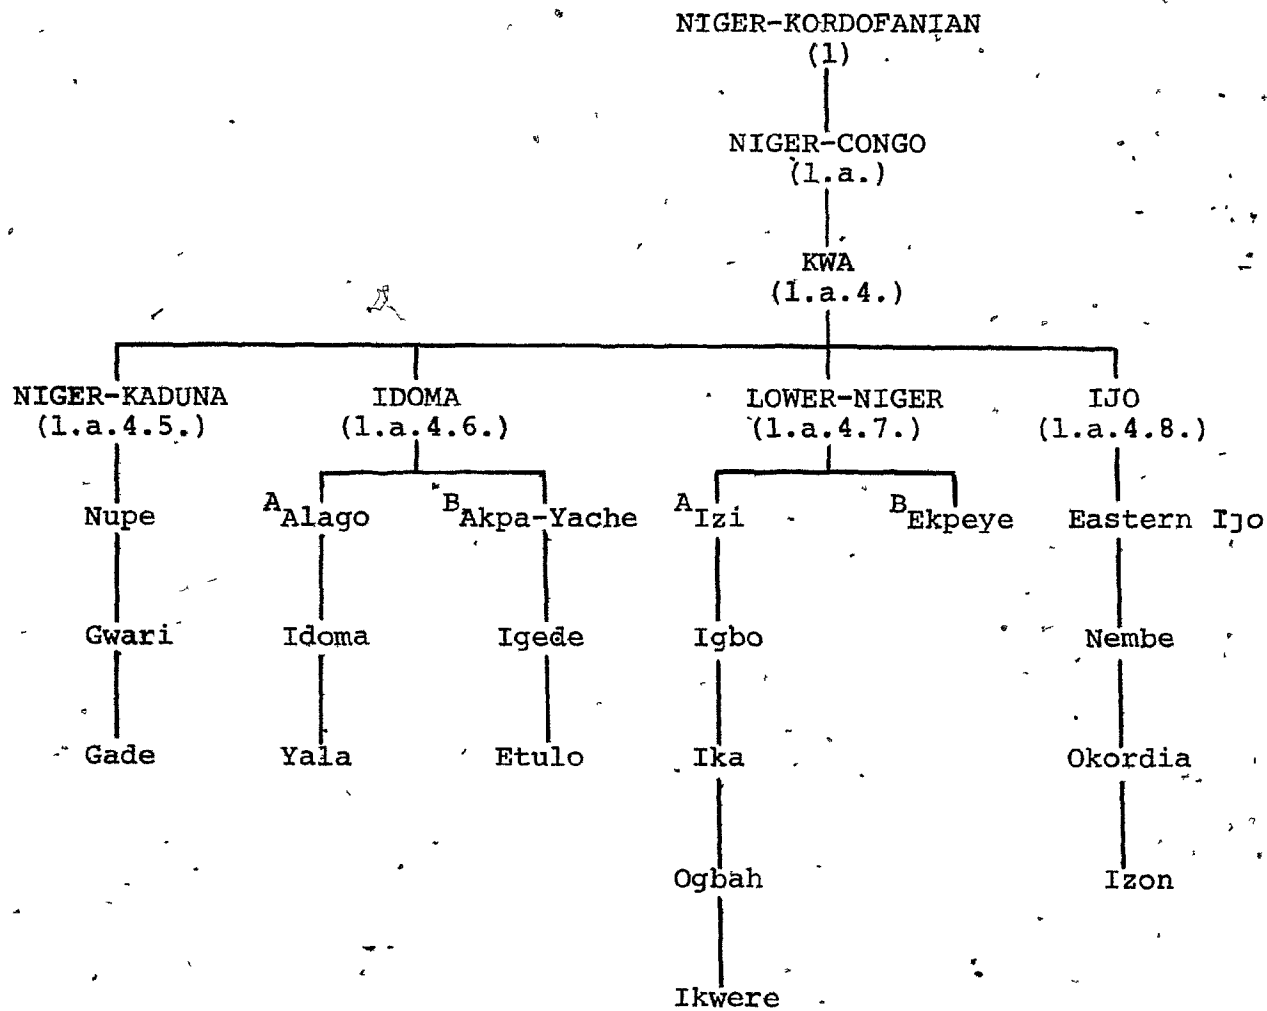 NIGER-KORDOFANIAN
(1)
NIGER-CONGO
(1.a.)
KWA
(1.a.4.)
NIGER-KADUNA IDOMA LOWER-NIGER IJO
(1.a.4.5.) (1.a.4.6.) (1.a.4.7.) (1.a.4.8.)
Nupe AAlago BAkpa-Yache AIzi BEkpeye Eastern Ijo
Gwari Idoma Igede Igbo Nembe
Gade Yala Etulo Ika Okordia
Ogbah Izon
Ikwere